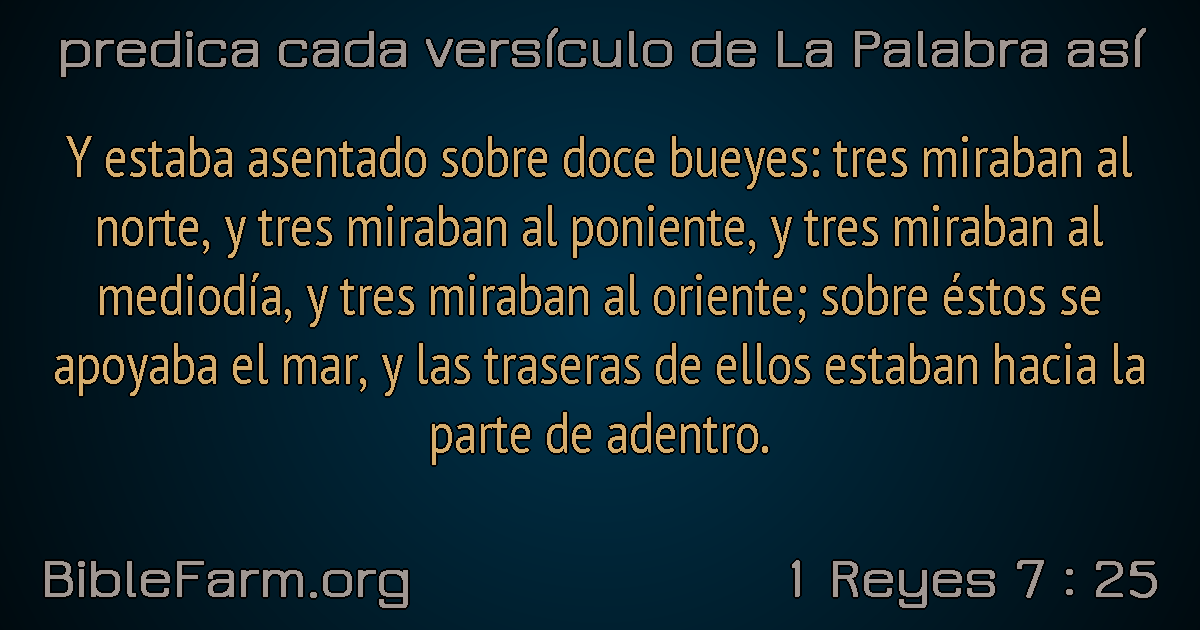 predica cada versículo de La Palabra así
Y estaba asentado sobre doce bueyes: tres miraban al
norte, y tres miraban al poniente, y tres miraban al
mediodía, y tres miraban al oriente; sobre éstos se
apoyaba el mar, y las traseras de ellos estaban hacia la
parte de adentro.
BibleFarm.org
1 Reyes 7 : 25